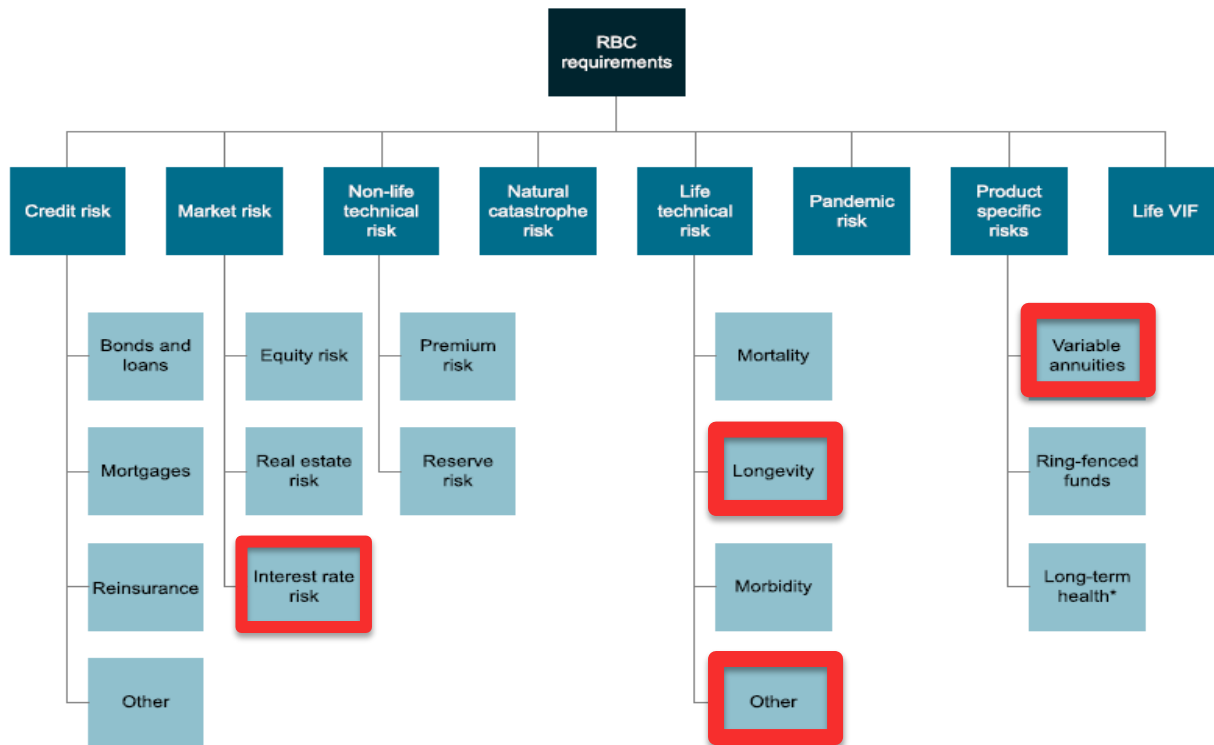 RBC
requirements
Credit risk
Market risk
Non-life
technical
risk
Natural
catastrophe
risk
Life
technical
risk
Pandemic
risk
Product
specific
risks
Life VIF
Bonds and
loans
Equity risk
Premium
risk
Mortality
Variable
annuities
Mortgages
Real estate
risk
Reserve
risk
Longevity
Ring-fenced
funds
Reinsurance
Interest rate
risk
Morbidity
Long-term
health*
Other
Other